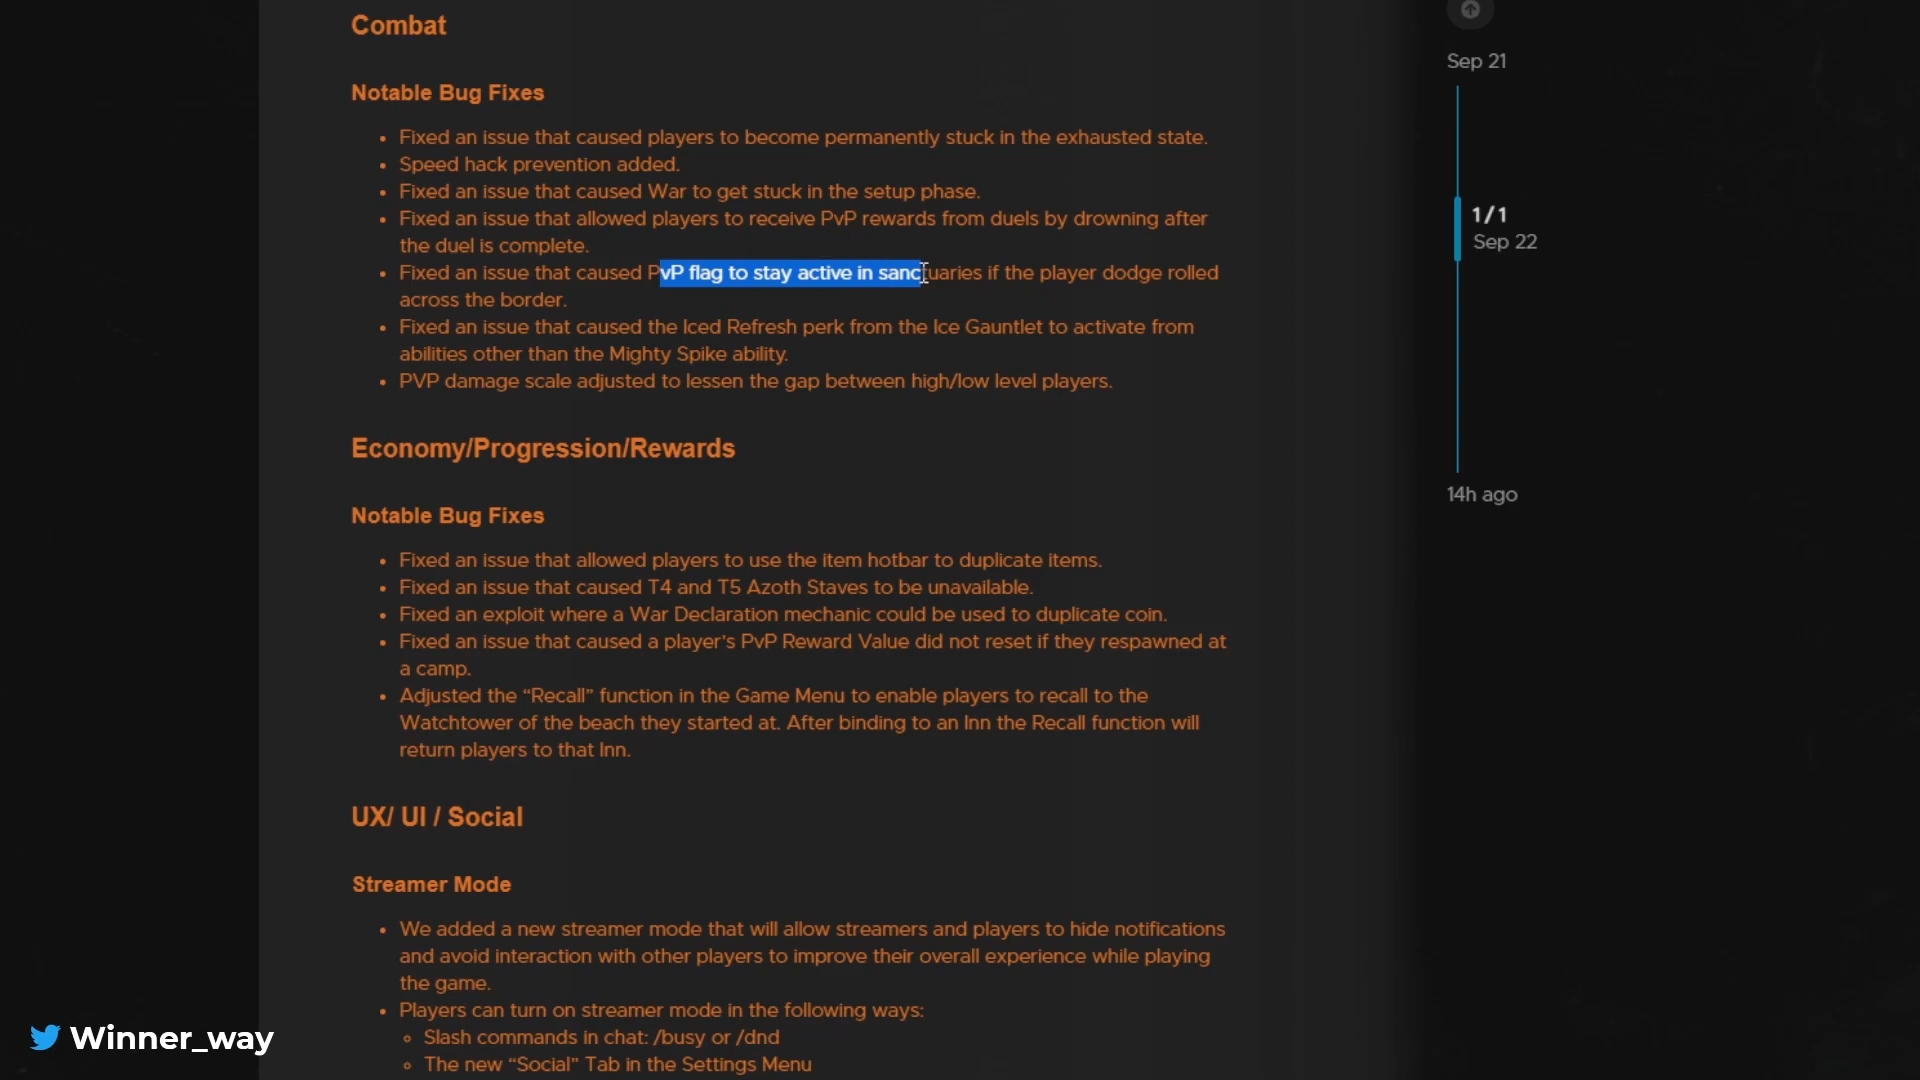 Combat
Notable Bug Fixes
Fixed an issue that caused players to become permanently stuck in the exhausted state.
Speed hack prevention added.
Fixed an issue that caused War to get stuck in the setup phase.
Fixed an issue that allowed players to receive PvP rewards from duels by drowning after
the duel is complete.
Fixed an issue that caused PvP flag to stay active in sanctuaries if the player dodge rolled
across the border.
Fixed an issue that caused the Iced Refresh perk from the Ice Gauntlet to activate from
abilities other than the Mighty Spike ability.
PVP damage scale adjusted to lessen the gap between high/low level players.
Economy/Progression/Rewards
Notable Bug Fixes
Fixed an issue that allowed players to use the item hotbar to duplicate items.
Fixed an issue that caused T4 and T5 Azoth Staves to be unavailable.
Fixed an exploit where a War Declaration mechanic could be used to duplicate coin.
Fixed an issue that caused a player’s PvP Reward Value did not reset if they respawned at
a camp.
Adjusted the “Recall” function in the Game Menu to enable players to recall to the
Watchtower of the beach they started at. After binding to an Inn the Recall function will
return players to that Inn.
UX/ UI / Social
Streamer Mode
We added a new streamer mode that will allow streamers and players to hide notifications
and avoid interaction with other players to improve their overall experience while playing
the game.
Players can turn on streamer mode in the following ways:
Slash commands in chat: /busy or /dnd
The new “Social” Tab in the Settings Menu
Sep 21
1 / 1
Sep 22
14h ago
Winner_way